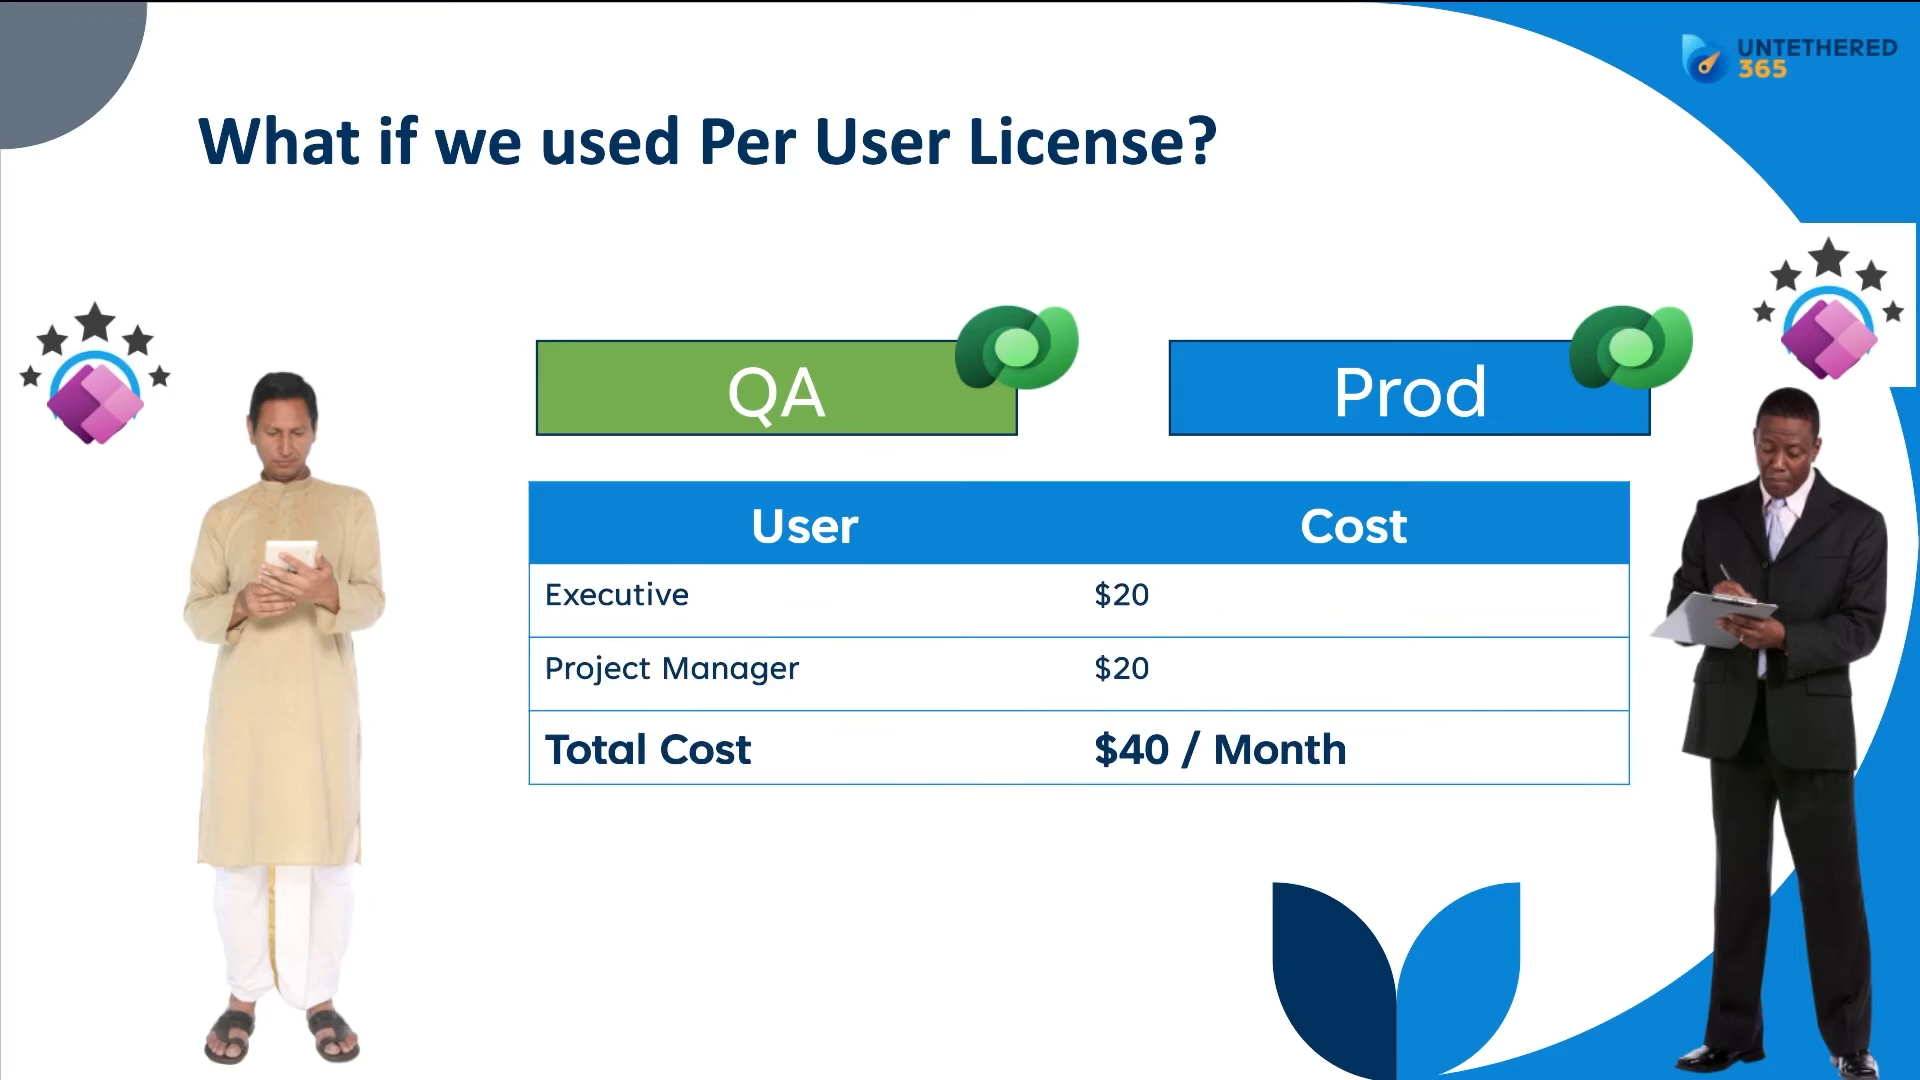 UNTETHERED
365
What if we used Per User License?
QA
Prod
User Cost
Executive $20
Project Manager $20
Total Cost $40 / Month